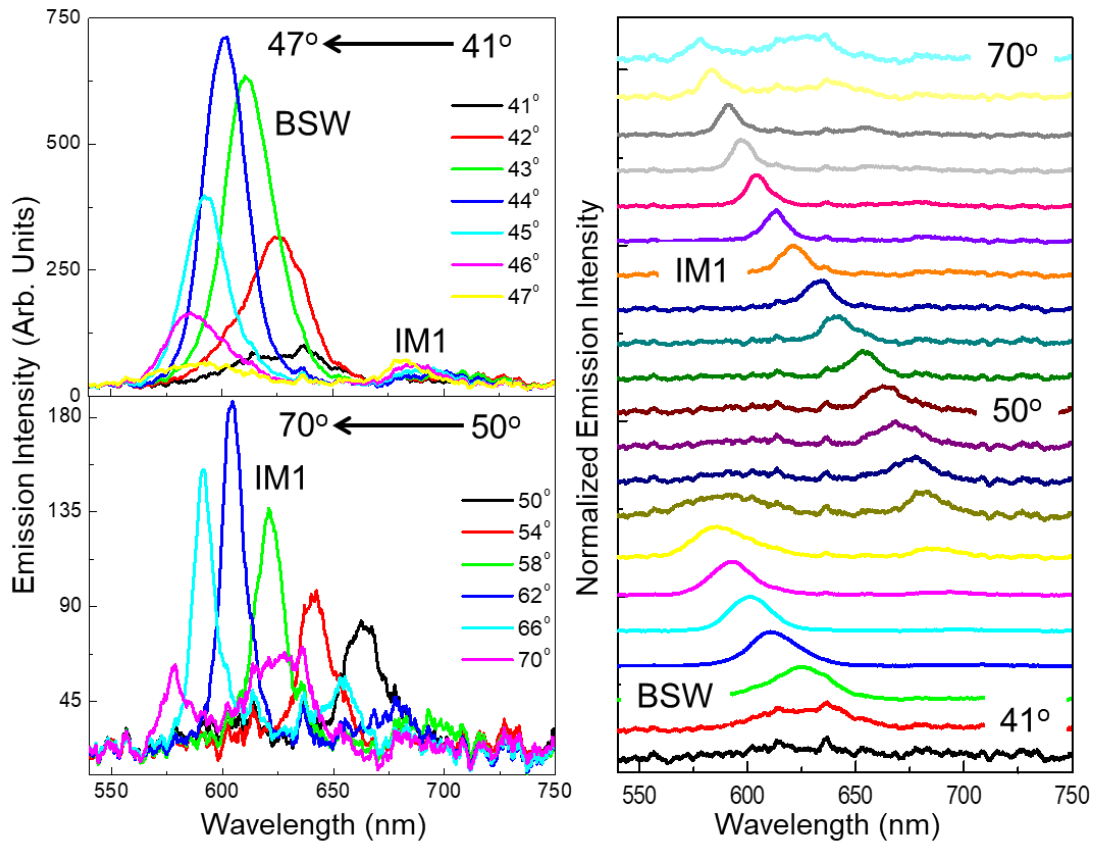 750
500
250
0
47° 41°
BSW
IM1
41°
42°
43°
44°
45°
46°
47°
Emission Intensity (Arb. Units)
180
135
90
45
70° 50°
IM1
50°
54°
58°
62°
66°
70°
550 600 650 700 750
Wavelength (nm)
Normalized Emission Intensity
70°
IM1
50°
BSW
41°
550 600 650 700 750
Wavelength (nm)